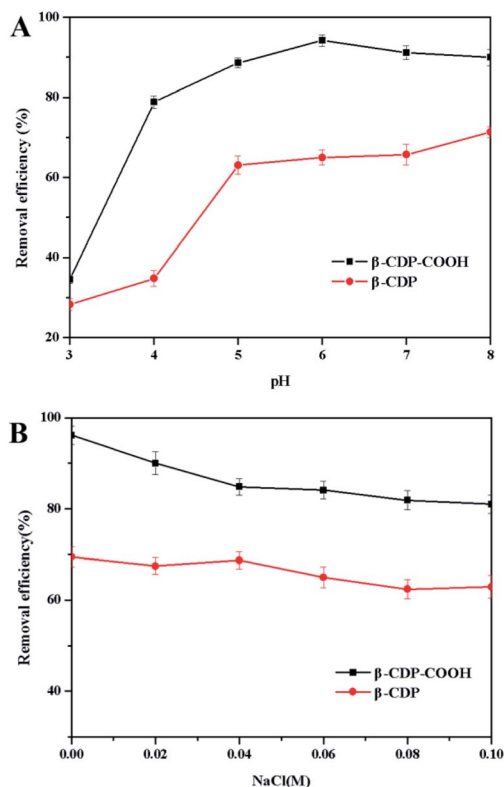 A
100
80
60
40
20
Removal efficiency (%)
β-CDP-COOH
β-CDP
3 4 5 6 7 8
pH
B
100
80
60
40
Removal efficiency(%)
β-CDP-COOH
β-CDP
0.00 0.02 0.04 0.06 0.08 0.10
NaCl(M)